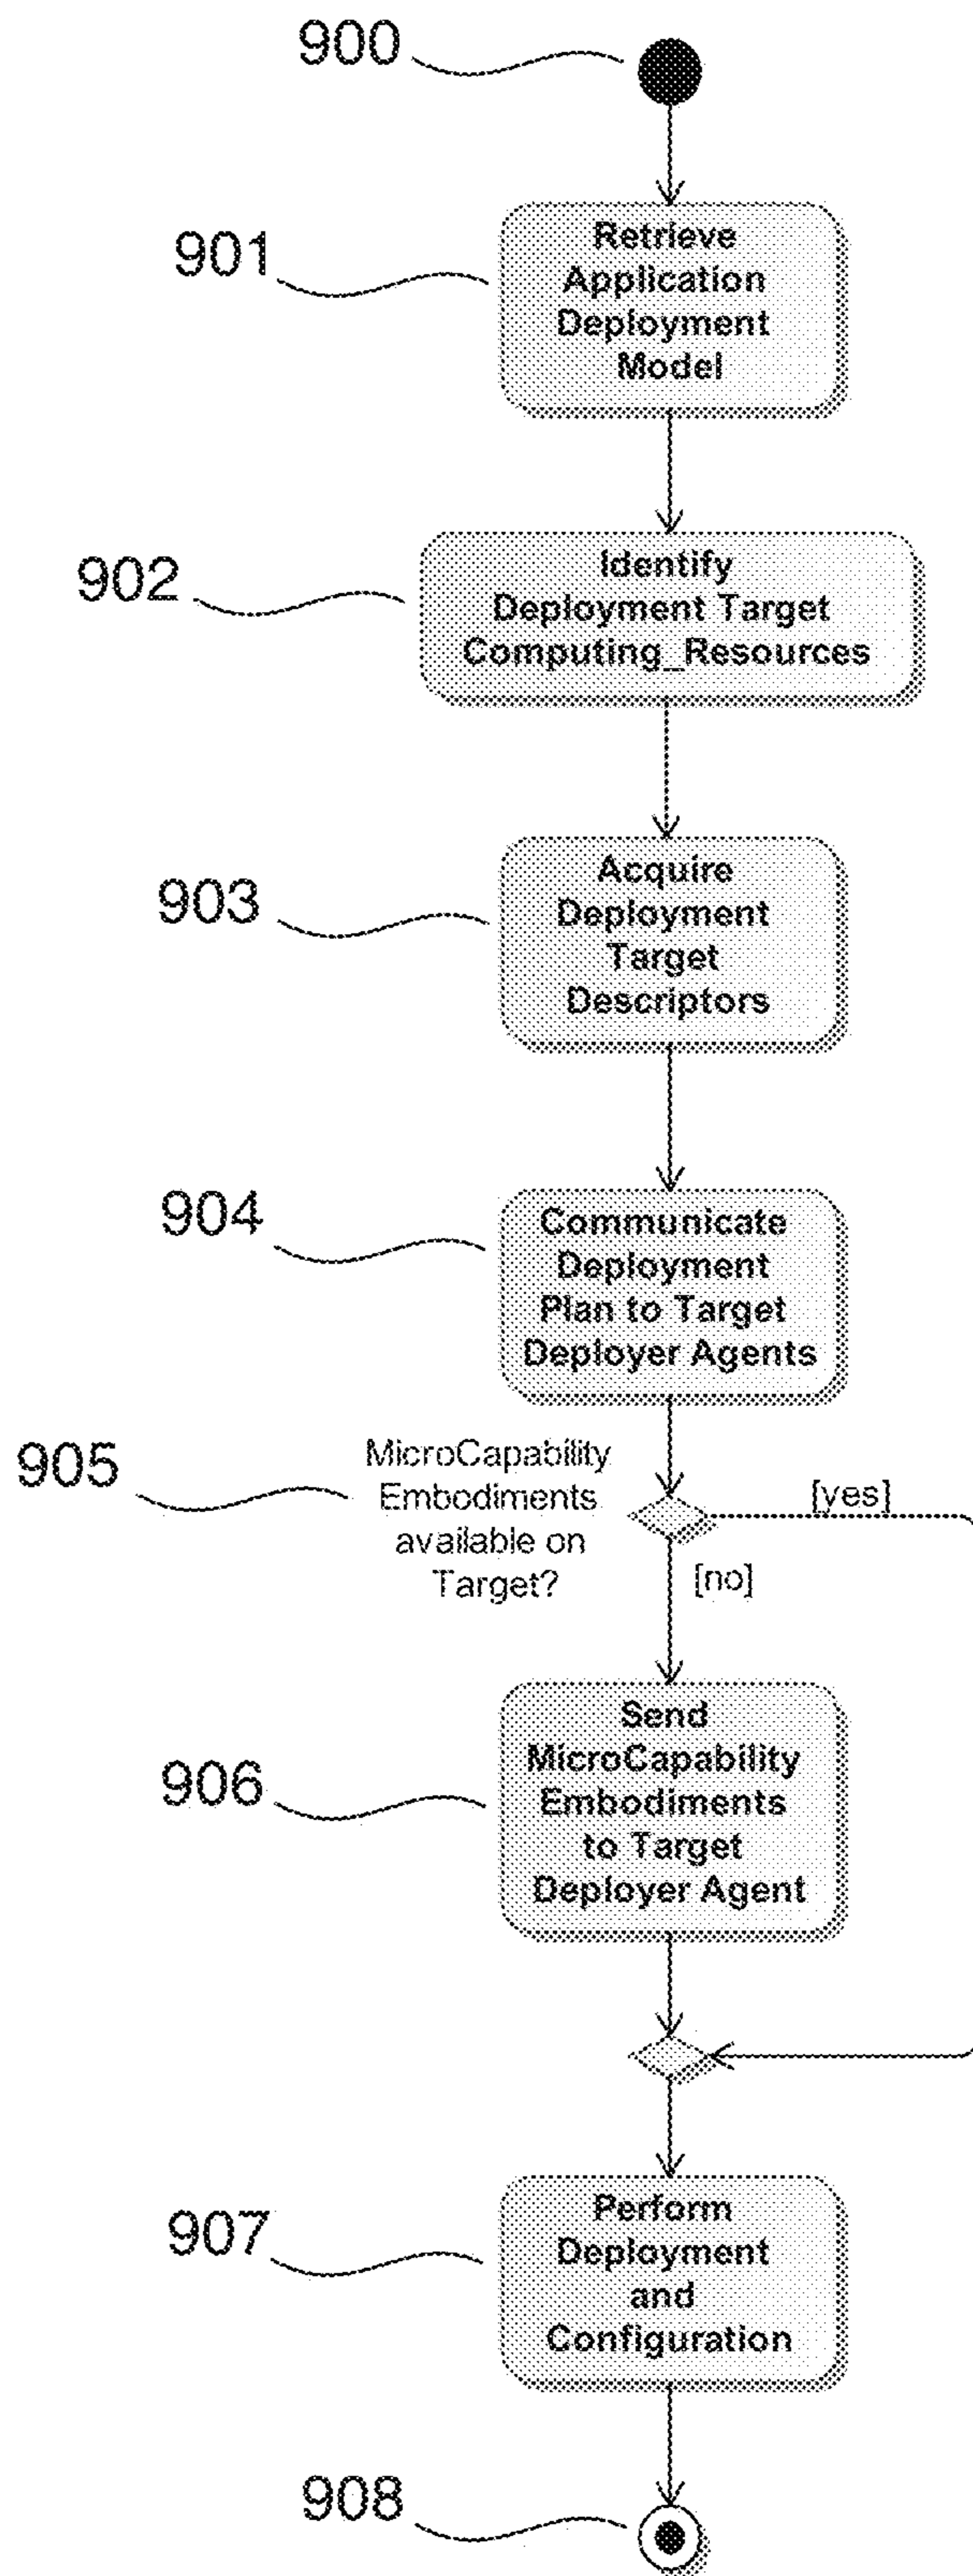 900
901
Retrieve
Application
Deployment
Model
902
Identify
Deployment Target
Computing_Resources
903
Acquire
Deployment
Target
Descriptors
904
Communicate
Deployment
Plan to Target
Deployer Agents
905
MicroCapability
Embodiments
available on
Target?
[yes]
[no]
906
Send
MicroCapability
Embodiments
to Target
Deployer Agent
907
Perform
Deployment
and
Configuration
908